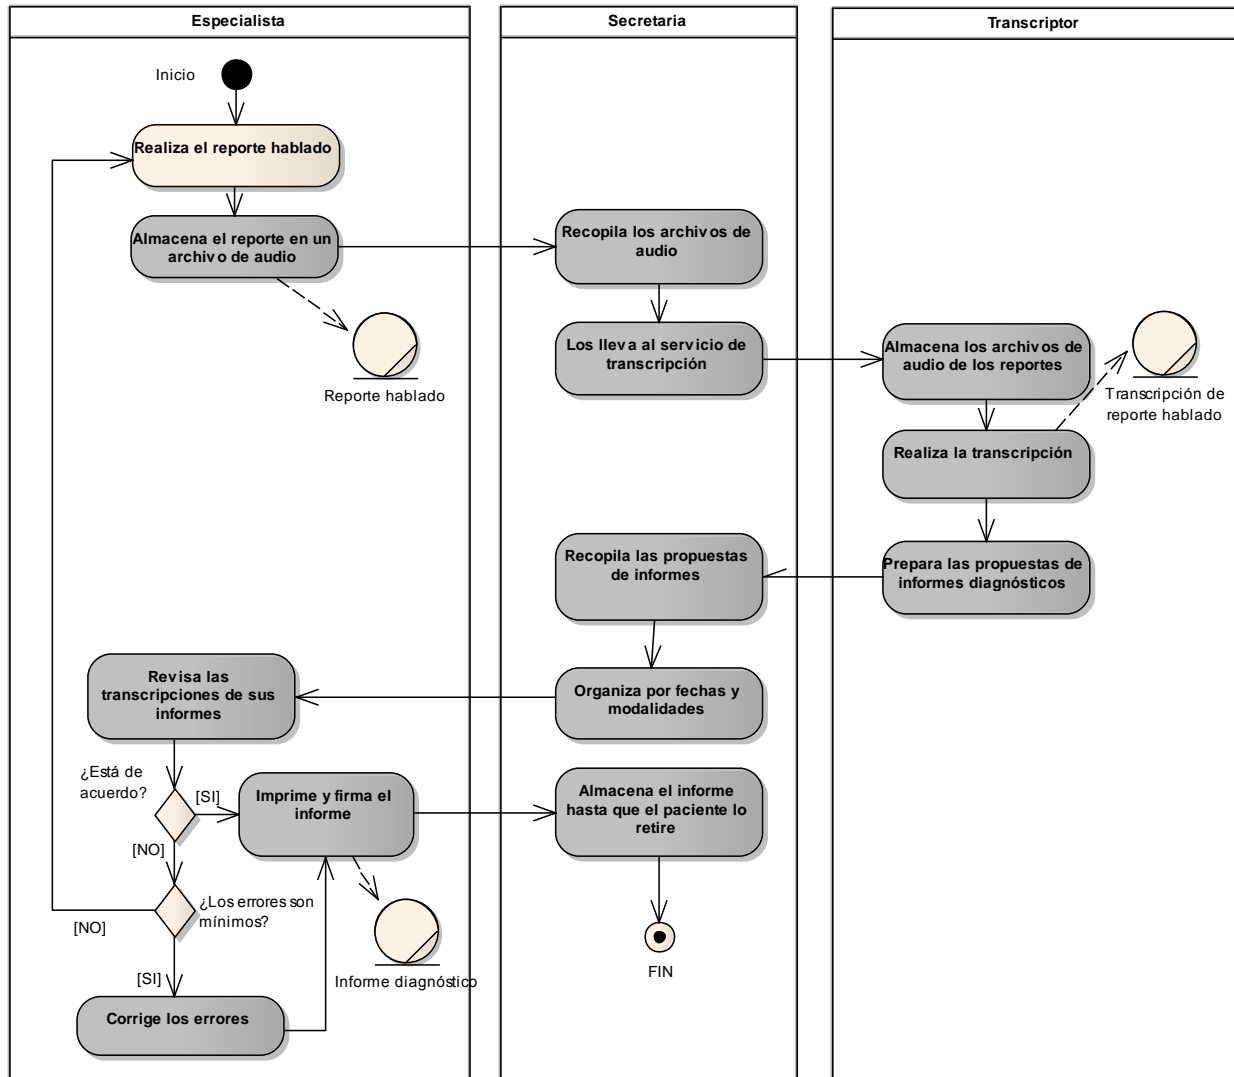 Especialista
Secretaria
Transcriptor
Inicio
Realiza el reporte hablado
Almacena el reporte en un
archivo de audio
Reporte hablado
Recopila los archivos de
audio
Los lleva al servicio de
transcripción
Almacena los archivos de
audio de los reportes
Transcripción de
reporte hablado
Realiza la transcripción
Prepara las propuestas de
informes diagnósticos
Recopila las propuestas
de informes
Organiza por fechas y
modalidades
Revisa las
transcripciones de sus
informes
¿Está de
acuerdo?
[SI]
Imprime y firma el
informe
Almacena el informe
hasta que el paciente lo
retire
[NO]
¿Los errores son
mínimos?
[NO]
[SI]
Informe diagnóstico
Corrige los errores
FIN